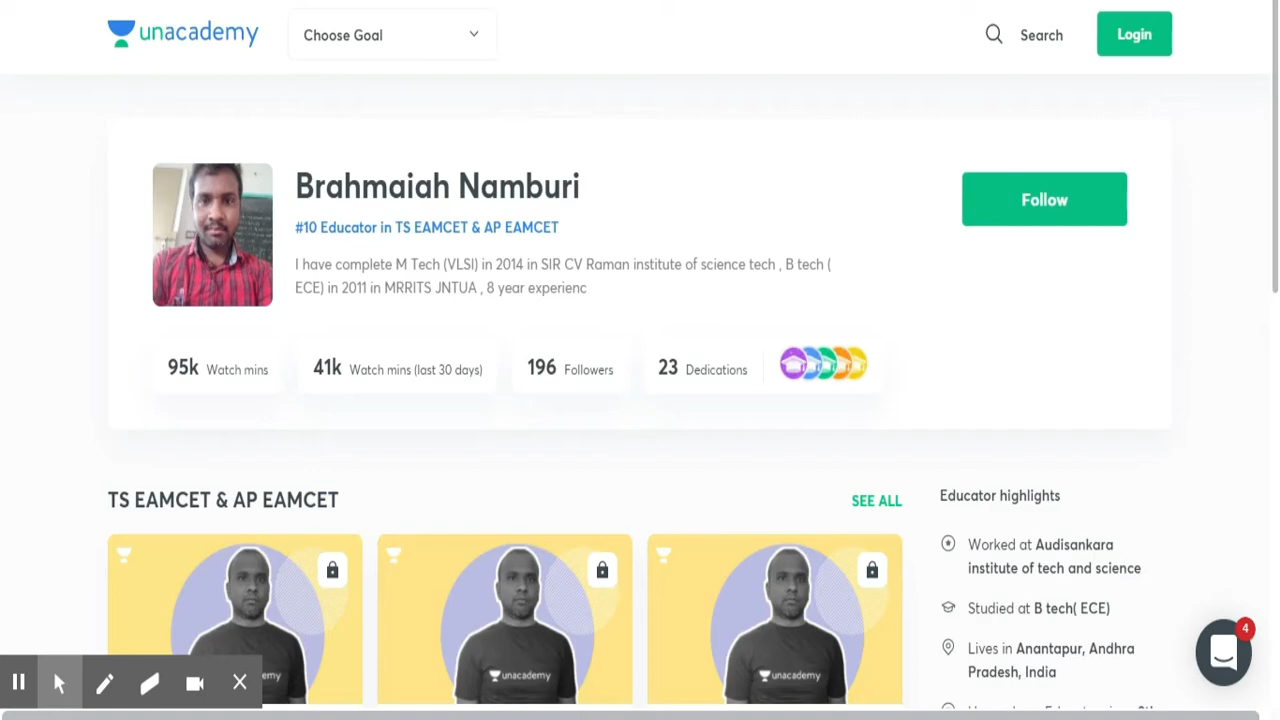 unacademy
Choose Goal
Search
Login
Brahmaiah Namburi
Follow
#10 Educator in TS EAMCET & AP EAMCET
I have complete M Tech (VLSI) in 2014 in SIR CV Raman institute of science tech , B tech (
ECE) in 2011 in MRRITS JNTUA , 8 year experienc
95k Watch mins
41k Watch mins (last 30 days)
196 Followers
23 Dedications
TS EAMCET & AP EAMCET
SEE ALL
unacademy
unacademy
Educator highlights
Worked at Audisankara
institute of tech and science
Studied at B tech( ECE)
Lives in Anantapur, Andhra
Pradesh, India
4